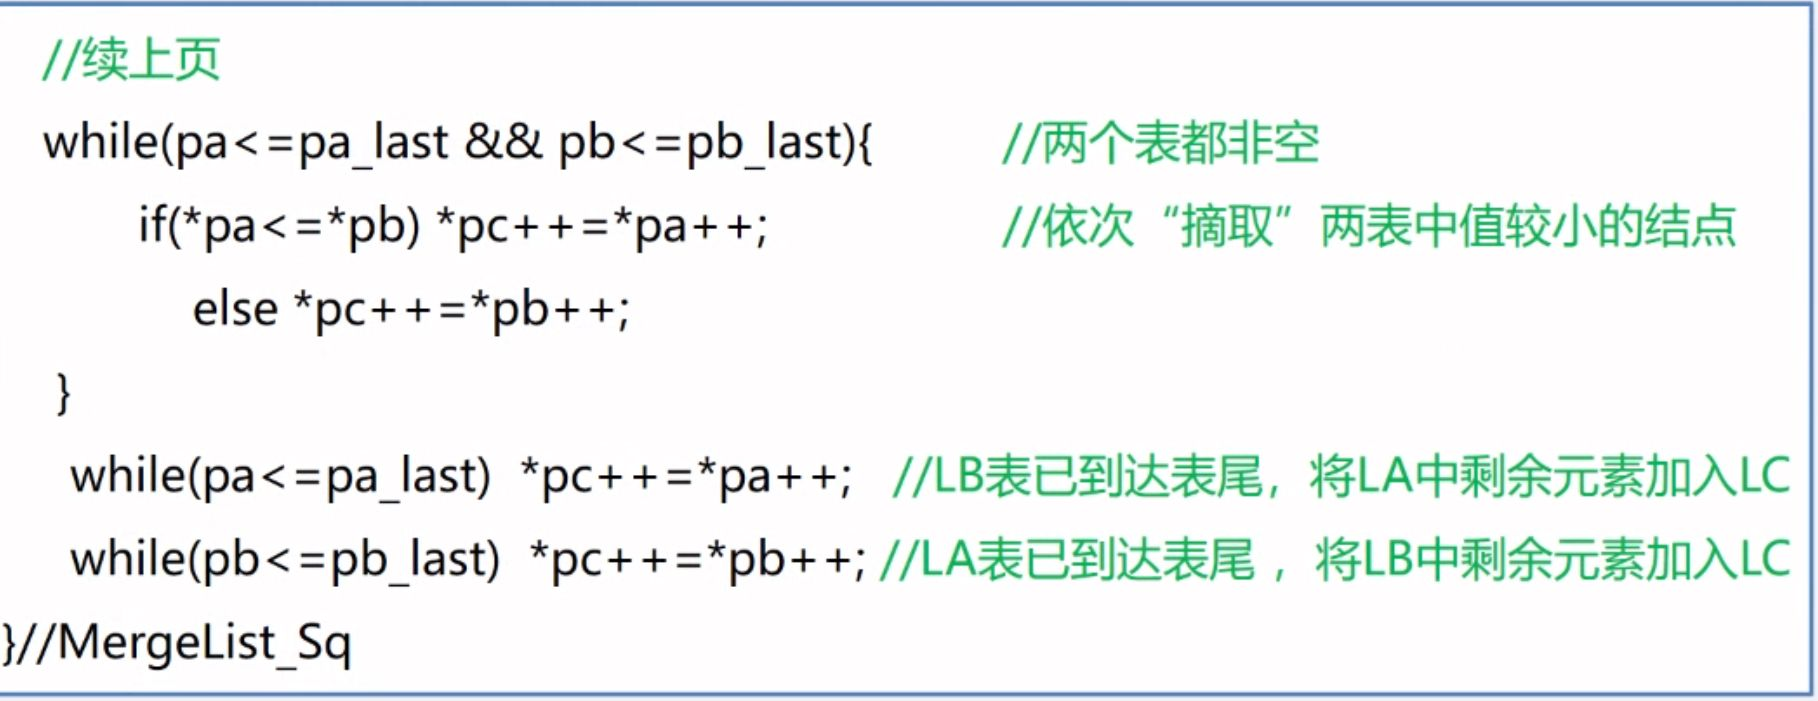 //续上页
while(pa<=pa_last && pb<=pb_last){ //两个表都非空
if(*pa<=*pb) *pc++=*pa++; //依次“摘取”两表中值较小的结点
else *pc++=*pb++;
}
while(pa<=pa_last) *pc++=*pa++; //LB表已到达表尾，将LA中剩余元素加入LC
while(pb<=pb_last) *pc++=*pb++; //LA表已到达表尾 ，将LB中剩余元素加入LC
}//MergeList_Sq